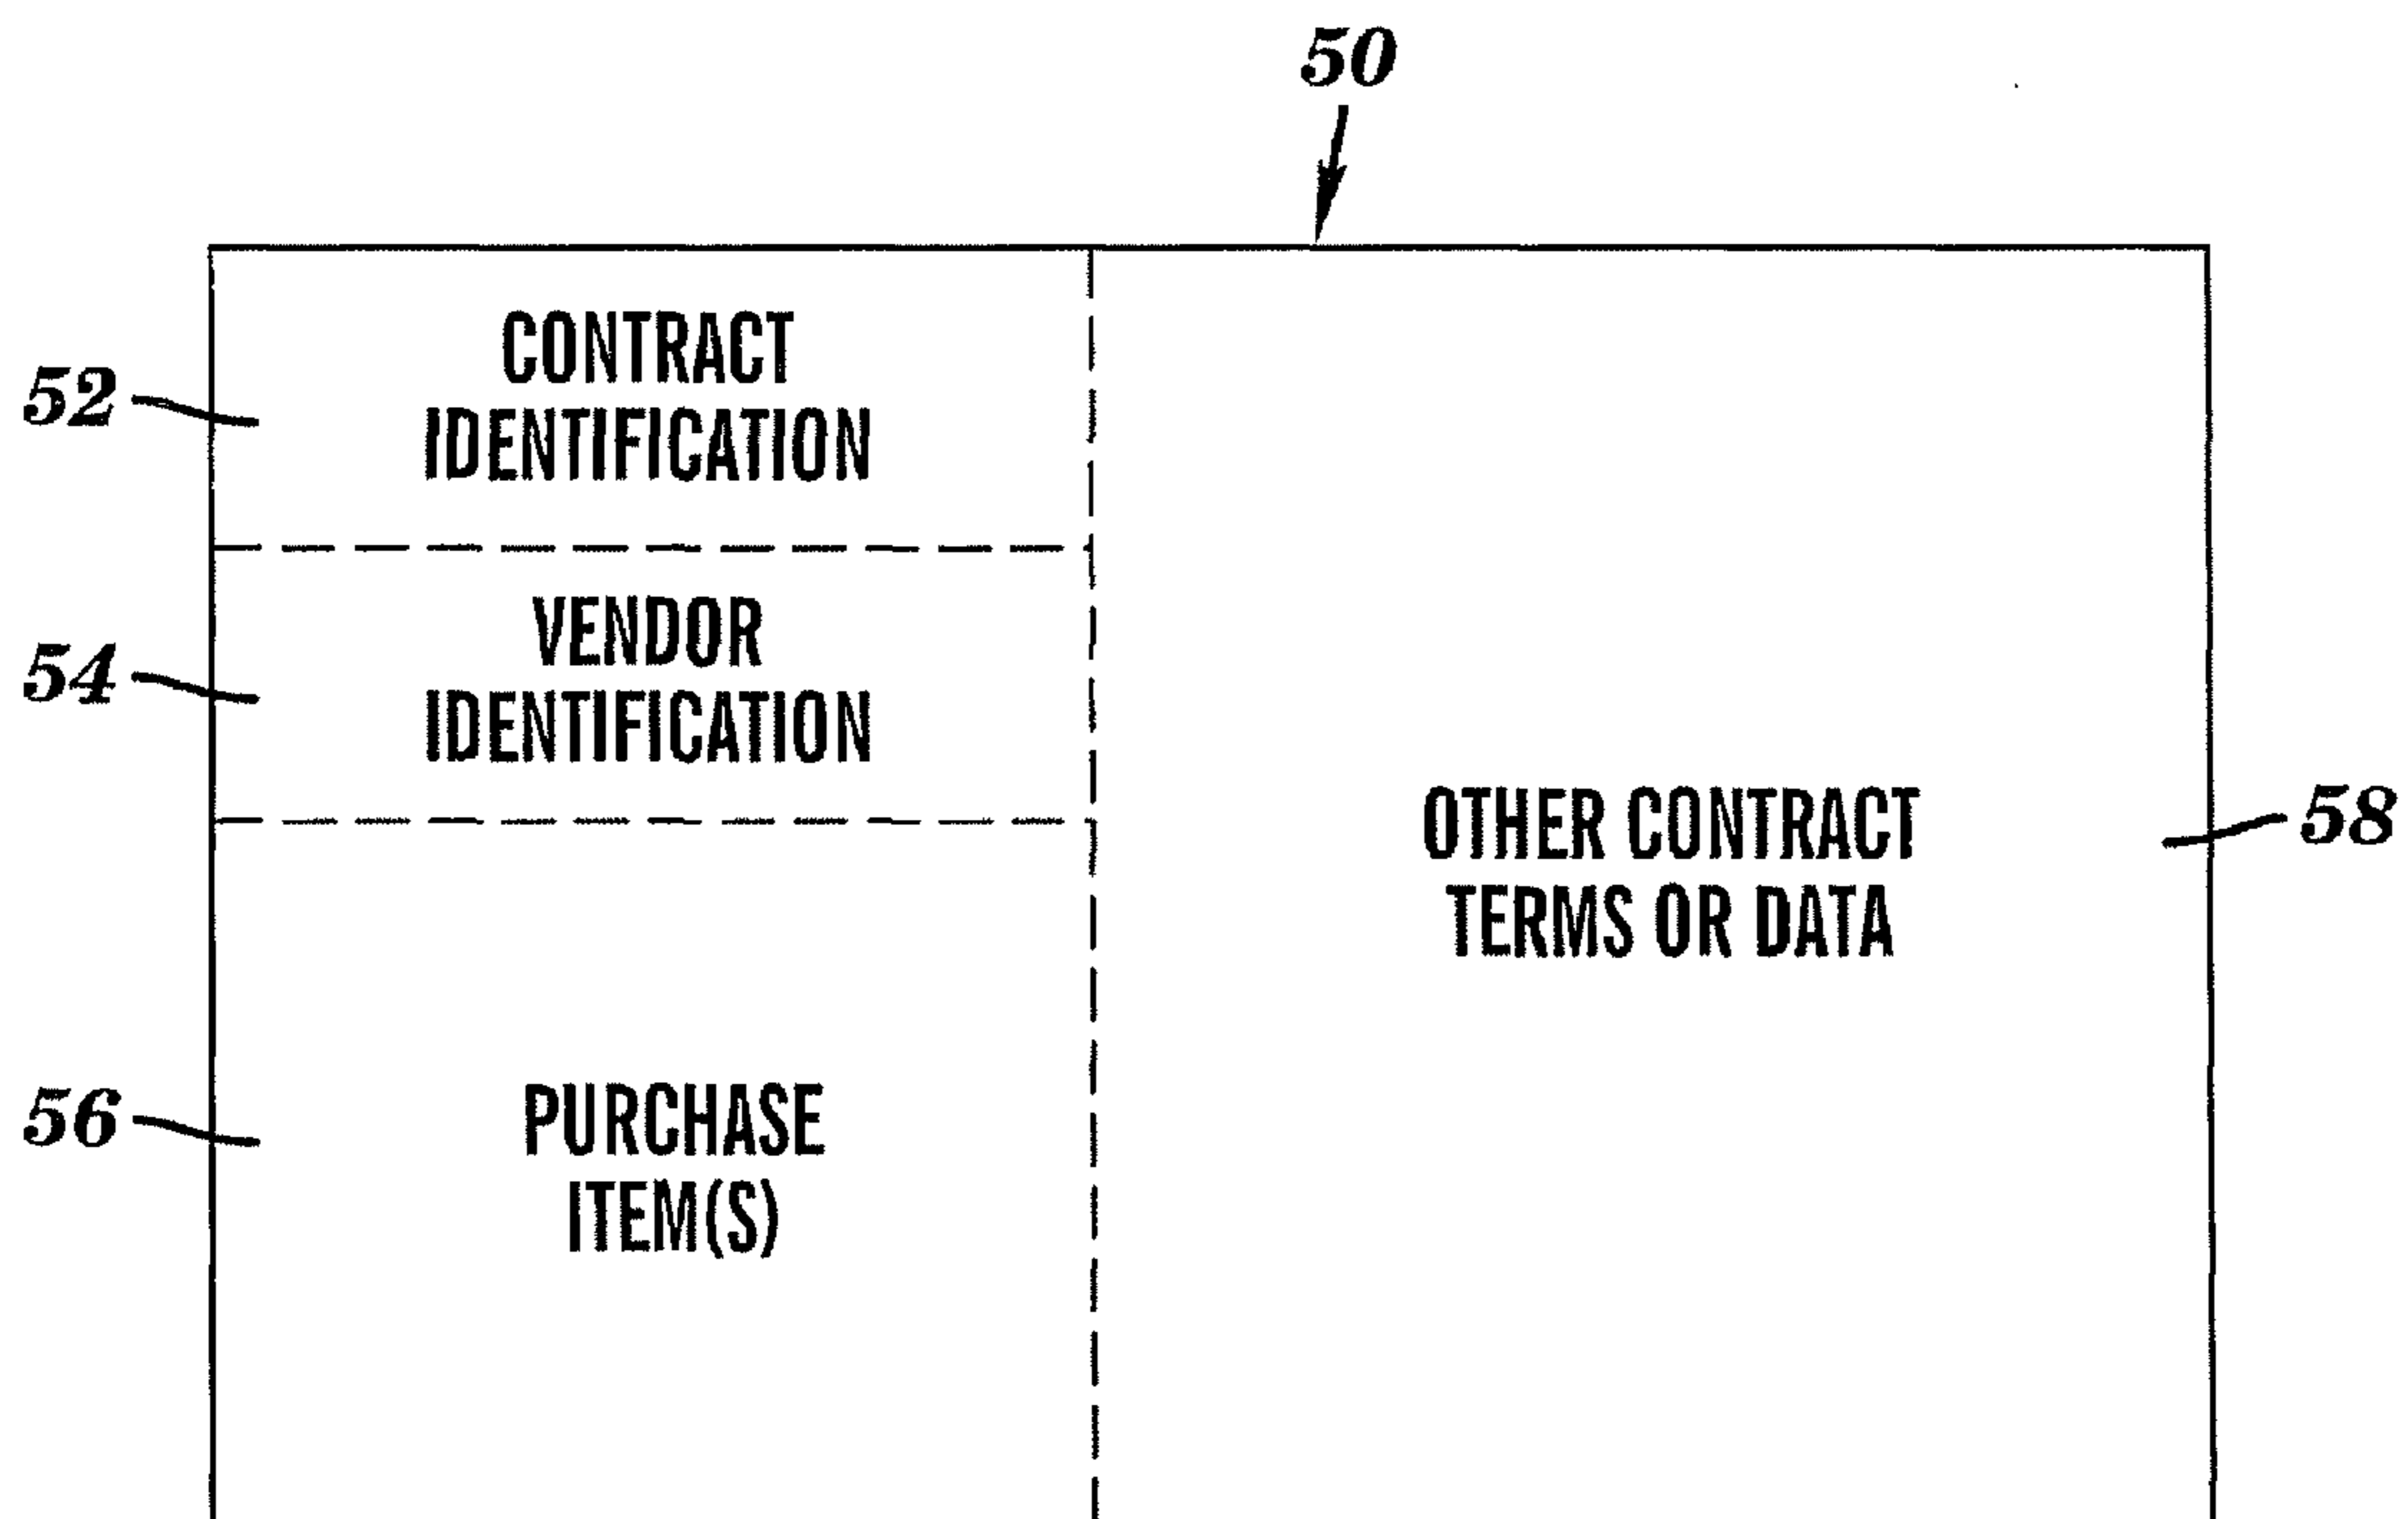 50
52
CONTRACT
IDENTIFICATION
54
VENDOR
IDENTIFICATION
OTHER CONTRACT
TERMS OR DATA
58
56
PURCHASE
ITEM(S)